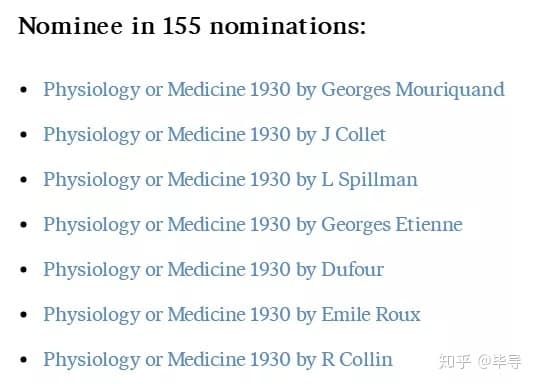 Nominee in 155 nominations:
• Physiology or Medicine 1930 by Georges Mouriquand
• Physiology or Medicine 1930 by J Collet
• Physiology or Medicine 1930 by L Spillman
• Physiology or Medicine 1930 by Georges Etienne
• Physiology or Medicine 1930 by Dufour
• Physiology or Medicine 1930 by Emile Roux
• Physiology or Medicine 1930 by R Collin
知乎 @毕导